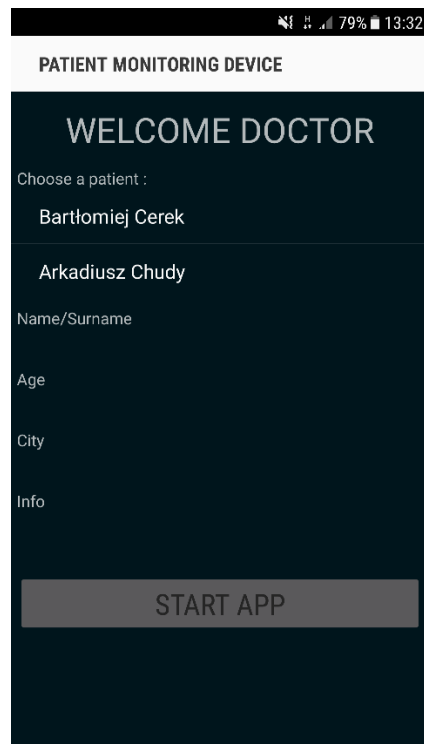 H 79% 13:32
PATIENT MONITORING DEVICE
WELCOME DOCTOR
Choose a patient :
Bartłomiej Cerek
Arkadiusz Chudy
Name/Surname
Age
City
Info
START APP